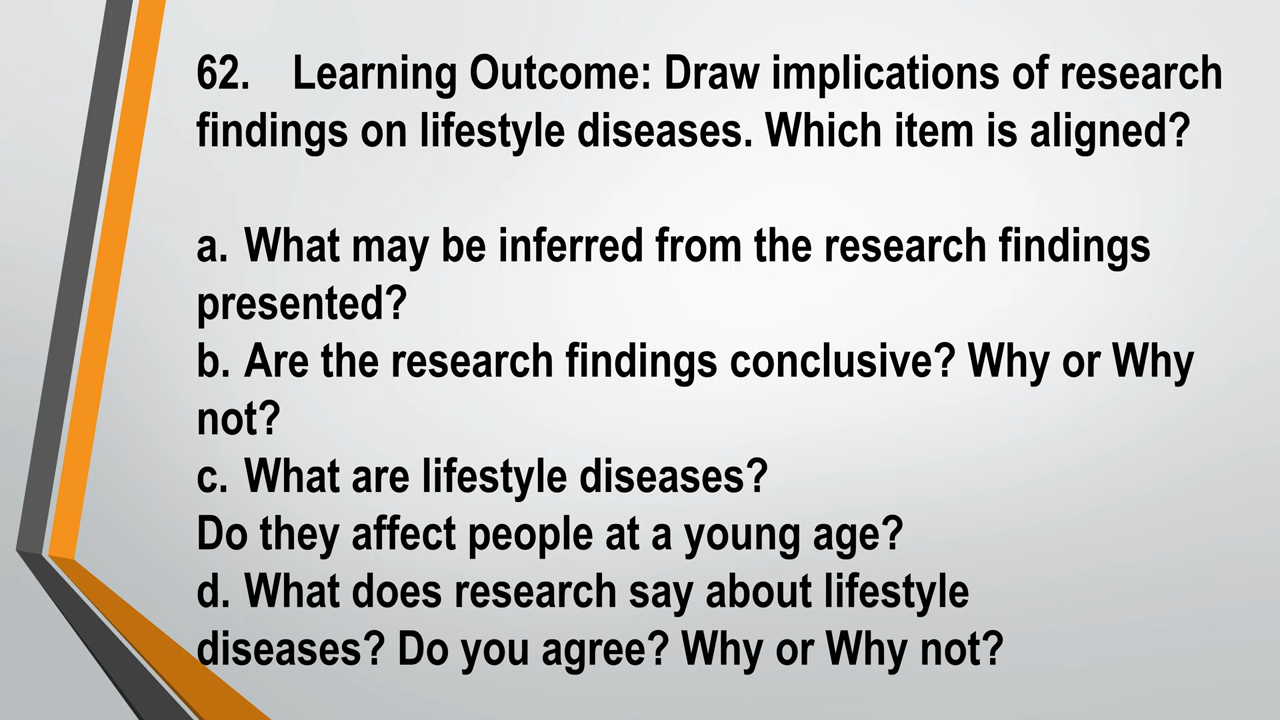 62. Learning Outcome: Draw implications of research
findings on lifestyle diseases. Which item is aligned?
a. What may be inferred from the research findings
presented?
b. Are the research findings conclusive? Why or Why
not?
c. What are lifestyle diseases?
Do they affect people at a young age?
d. What does research say about lifestyle
diseases? Do you agree? Why or Why not?